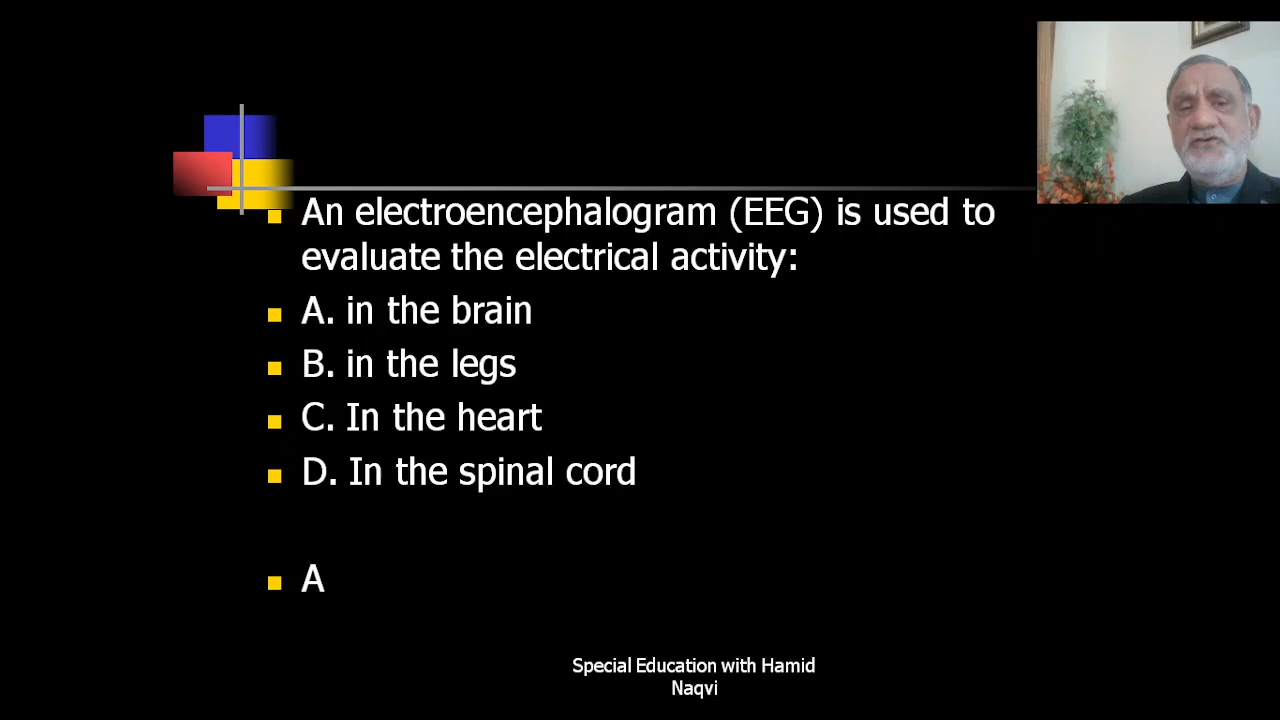 An electroencephalogram (EEG) is used to
evaluate the electrical activity:
A. in the brain
B. in the legs
C. In the heart
D. In the spinal cord
A
Special Education with Hamid
Naqvi